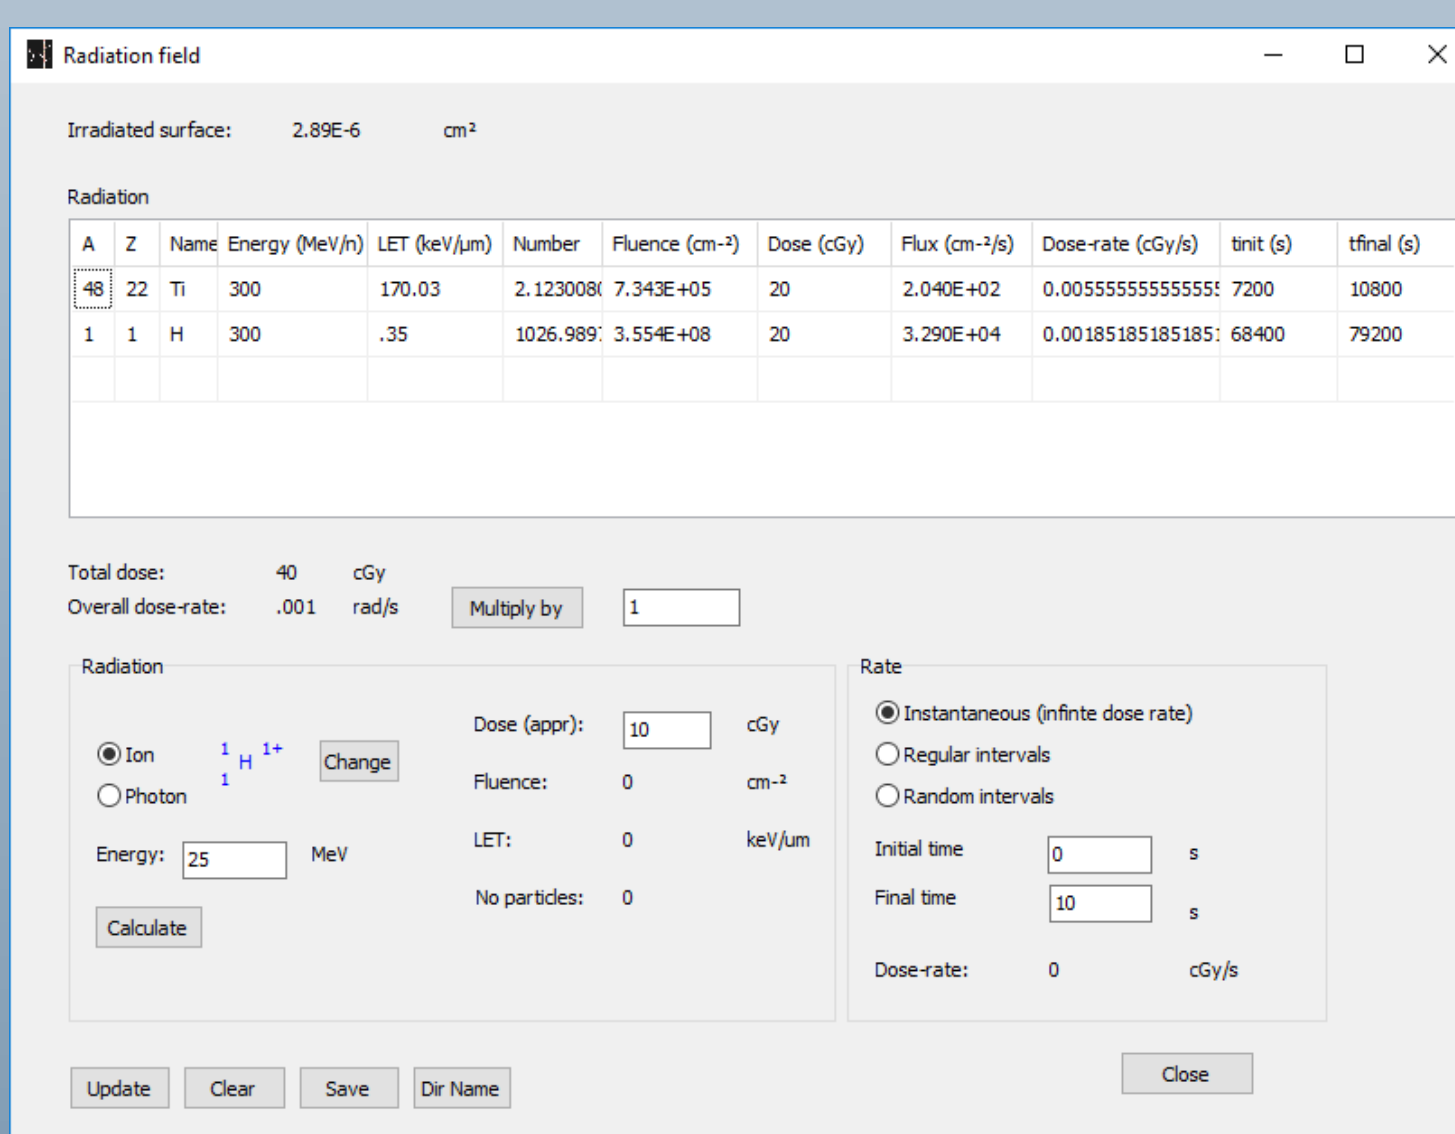 Radiation field
Irradiated surface: 2.89E-6 cm²
Radiation
A Z Name Energy (MeV/n) LET (keV/µm) Number Fluence (cm-²) Dose (cGy) Flux (cm-²/s) Dose-rate (cGy/s) tinit (s) tfinal (s)
48 22 Ti 300 170.03 2.1230080 7.343E+05 20 2.040E+02 0.005555555555555 7200 10800
1 1 H 300 .35 1026.989 3.554E+08 20 3.290E+04 0.001851851851851 68400 79200
Total dose: 40 cGy
Overall dose-rate: .001 rad/s Multiply by 1
Radiation
Ion 1 H 1+ 1 Change
Photon
Energy: 25 MeV
Calculate
Dose (appr): 10 cGy
Fluence: 0 cm-²
LET: 0 keV/um
No particles: 0
Rate
Instantaneous (infinte dose rate)
Regular intervals
Random intervals
Initial time 0 s
Final time 10 s
Dose-rate: 0 cGy/s
Update Clear Save Dir Name Close